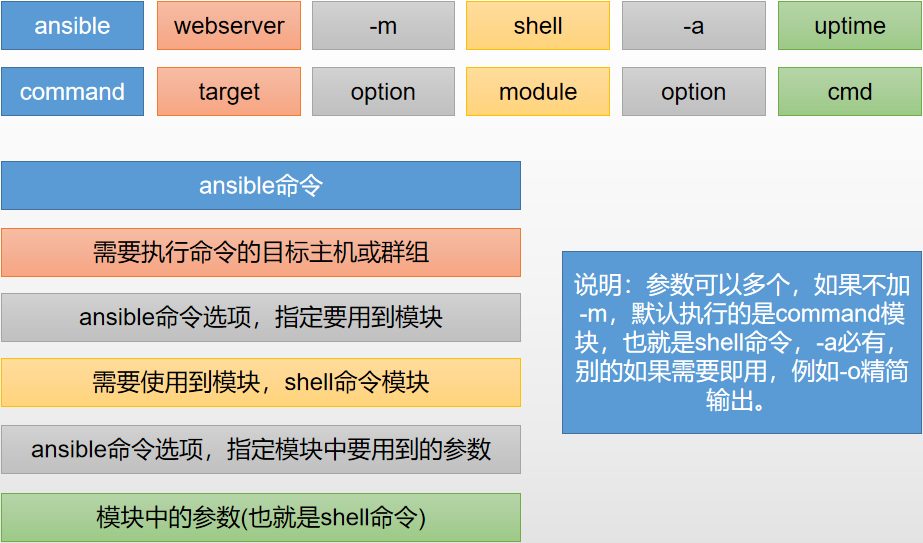 ansible webserver -m shell -a uptime
command target option module option cmd
ansible命令
需要执行命令的目标主机或群组
ansible命令选项，指定要用到模块
需要使用到模块，shell命令模块
ansible命令选项，指定模块中要用到的参数
模块中的参数(也就是shell命令)
说明：参数可以多个，如果不加
-m，默认执行的是command模
块，也就是shell命令，-a必有，
别的如果需要即用，例如-o精简
输出。